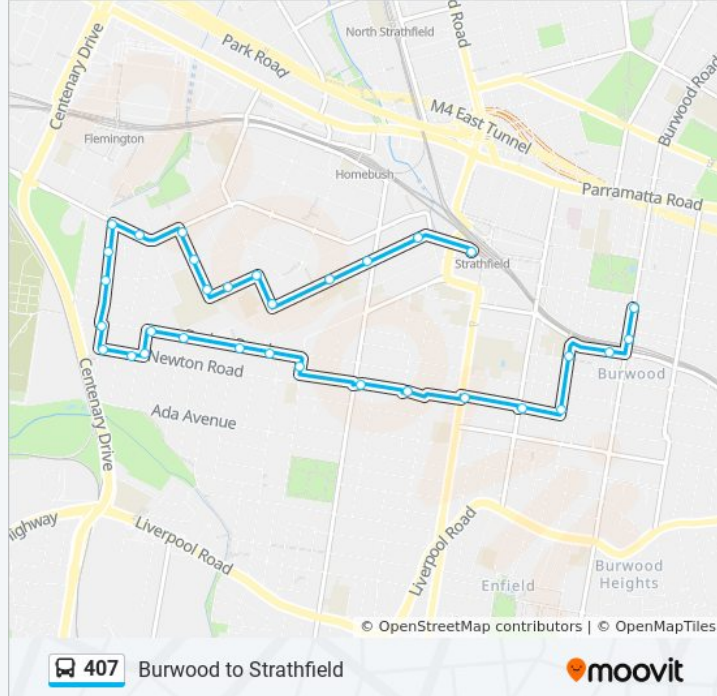 North Strathfield
d Road
Park Road
Burwood Road
Centenary Drive
M4 East Tunnel
Flemington
Homebush
Parramatta Road
Strathfield
Newton Road
Burwood
Centenary Drive
Ada Avenue
ighway
Liverpool Road
Liverpool Road
Burwood
Heights
Enfield
© OpenStreetMap contributors | © OpenMapTiles
407 Burwood to Strathfield
moovit